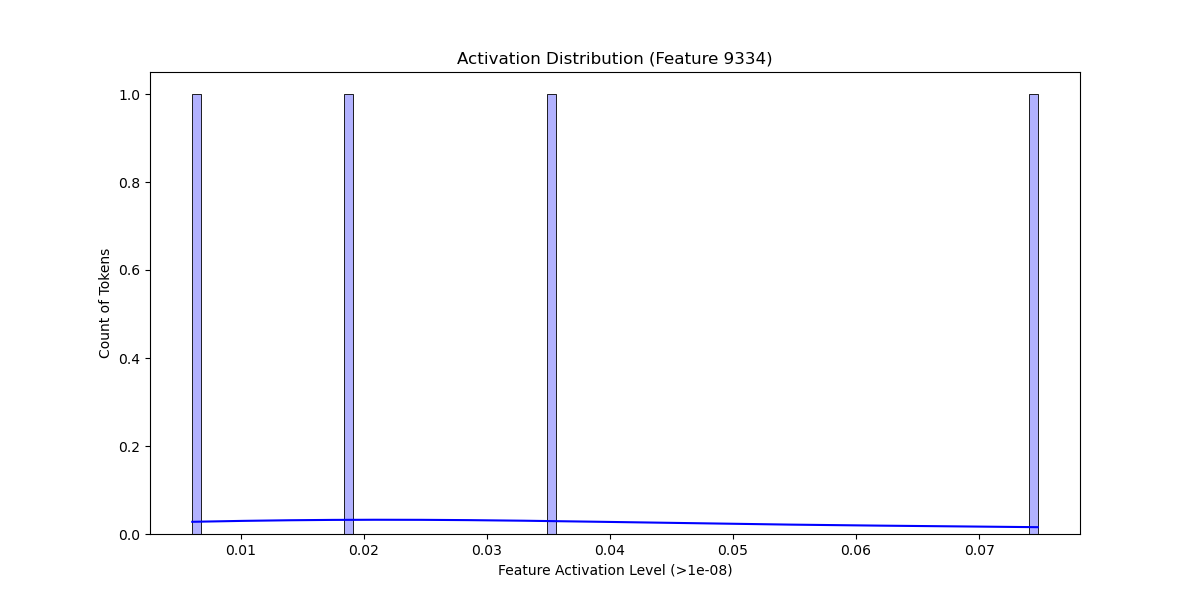 Activation Distribution (Feature 9334)
Count of Tokens
1.0
0.8
0.6
0.4
0.2
0.0
0.01 0.02 0.03 0.04 0.05 0.06 0.07
Feature Activation Level (>1e-08)